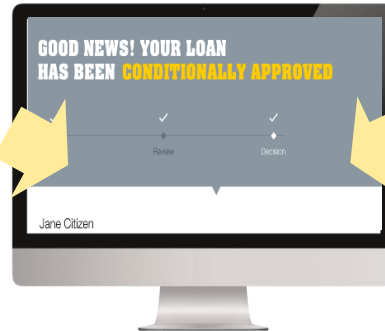 GOOD NEWS! YOUR LOAN
HAS BEEN CONDITIONALLY APPROVED
Review
Decision
Jane Citizen